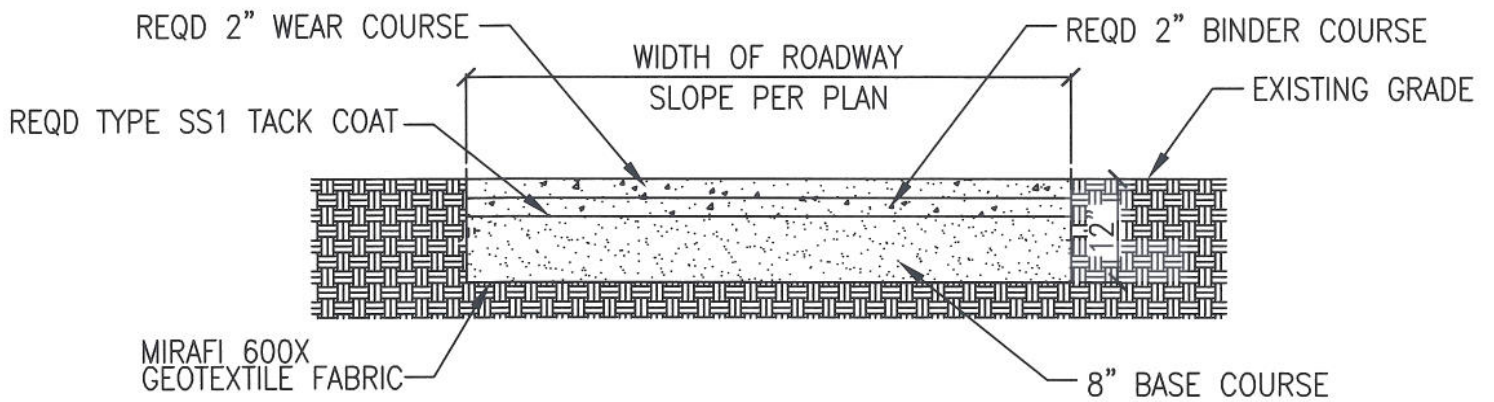 REQD 2” WEAR COURSE
WIDTH OF ROADWAY
SLOPE PER PLAN
REQD 2” BINDER COURSE
EXISTING GRADE
REQD TYPE SS1 TACK COAT
12”
MIRAFI 600X
GEOTEXTILE FABRIC
8” BASE COURSE